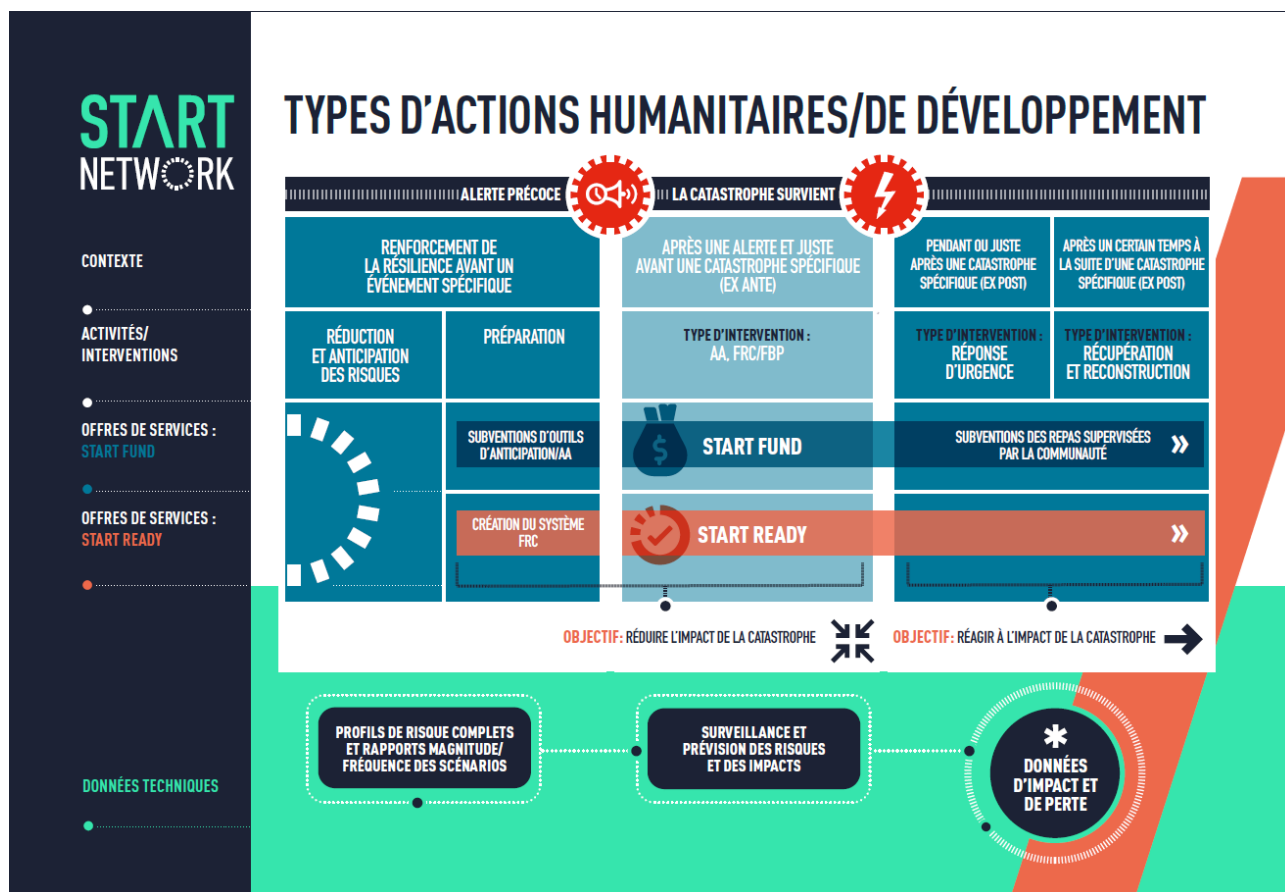 START
NETWORK
TYPES D'ACTIONS HUMANITAIRES/DE DÉVELOPPEMENT
ALERTE PRÉCOCE
LA CATASTROPHE SURVIENT
CONTEXTE
RENFORCEMENT DE
LA RÉSILIENCE AVANT UN
ÉVÉNEMENT SPÉCIFIQUE
APRÈS UNE ALERTE ET JUSTE
AVANT UNE CATASTROPHE SPÉCIFIQUE
(EX ANTE)
PENDANT OU JUSTE
APRÈS UNE CATASTROPHE
SPÉCIFIQUE (EX POST)
APRÈS UN CERTAIN TEMPS À
LA SUITE D'UNE CATASTROPHE
SPÉCIFIQUE (EX POST)
ACTIVITÉS/
INTERVENTIONS
RÉDUCTION
ET ANTICIPATION
DES RISQUES
PRÉPARATION
TYPE D'INTERVENTION :
AA, FRC/FBP
TYPE D'INTERVENTION :
RÉPONSE
D'URGENCE
TYPE D'INTERVENTION :
RÉCUPÉRATION
ET RECONSTRUCTION
OFFRES DE SERVICES :
START FUND
SUBVENTIONS D'OUTILS
D'ANTICIPATION/AA
$
START FUND
SUBVENTIONS DES REPAS SUPERVISÉES
PAR LA COMMUNAUTÉ
»
OFFRES DE SERVICES :
START READY
CRÉATION DU SYSTÈME
FRC
START READY
»
OBJECTIF: RÉDUIRE L'IMPACT DE LA CATASTROPHE
OBJECTIF: RÉAGIR À L'IMPACT DE LA CATASTROPHE
DONNÉES TECHNIQUES
PROFILS DE RISQUE COMPLETS
ET RAPPORTS MAGNITUDE/
FRÉQUENCE DES SCÉNARIOS
SURVEILLANCE ET
PRÉVISION DES RISQUES
ET DES IMPACTS
*
DONNÉES
D'IMPACT ET
DE PERTE